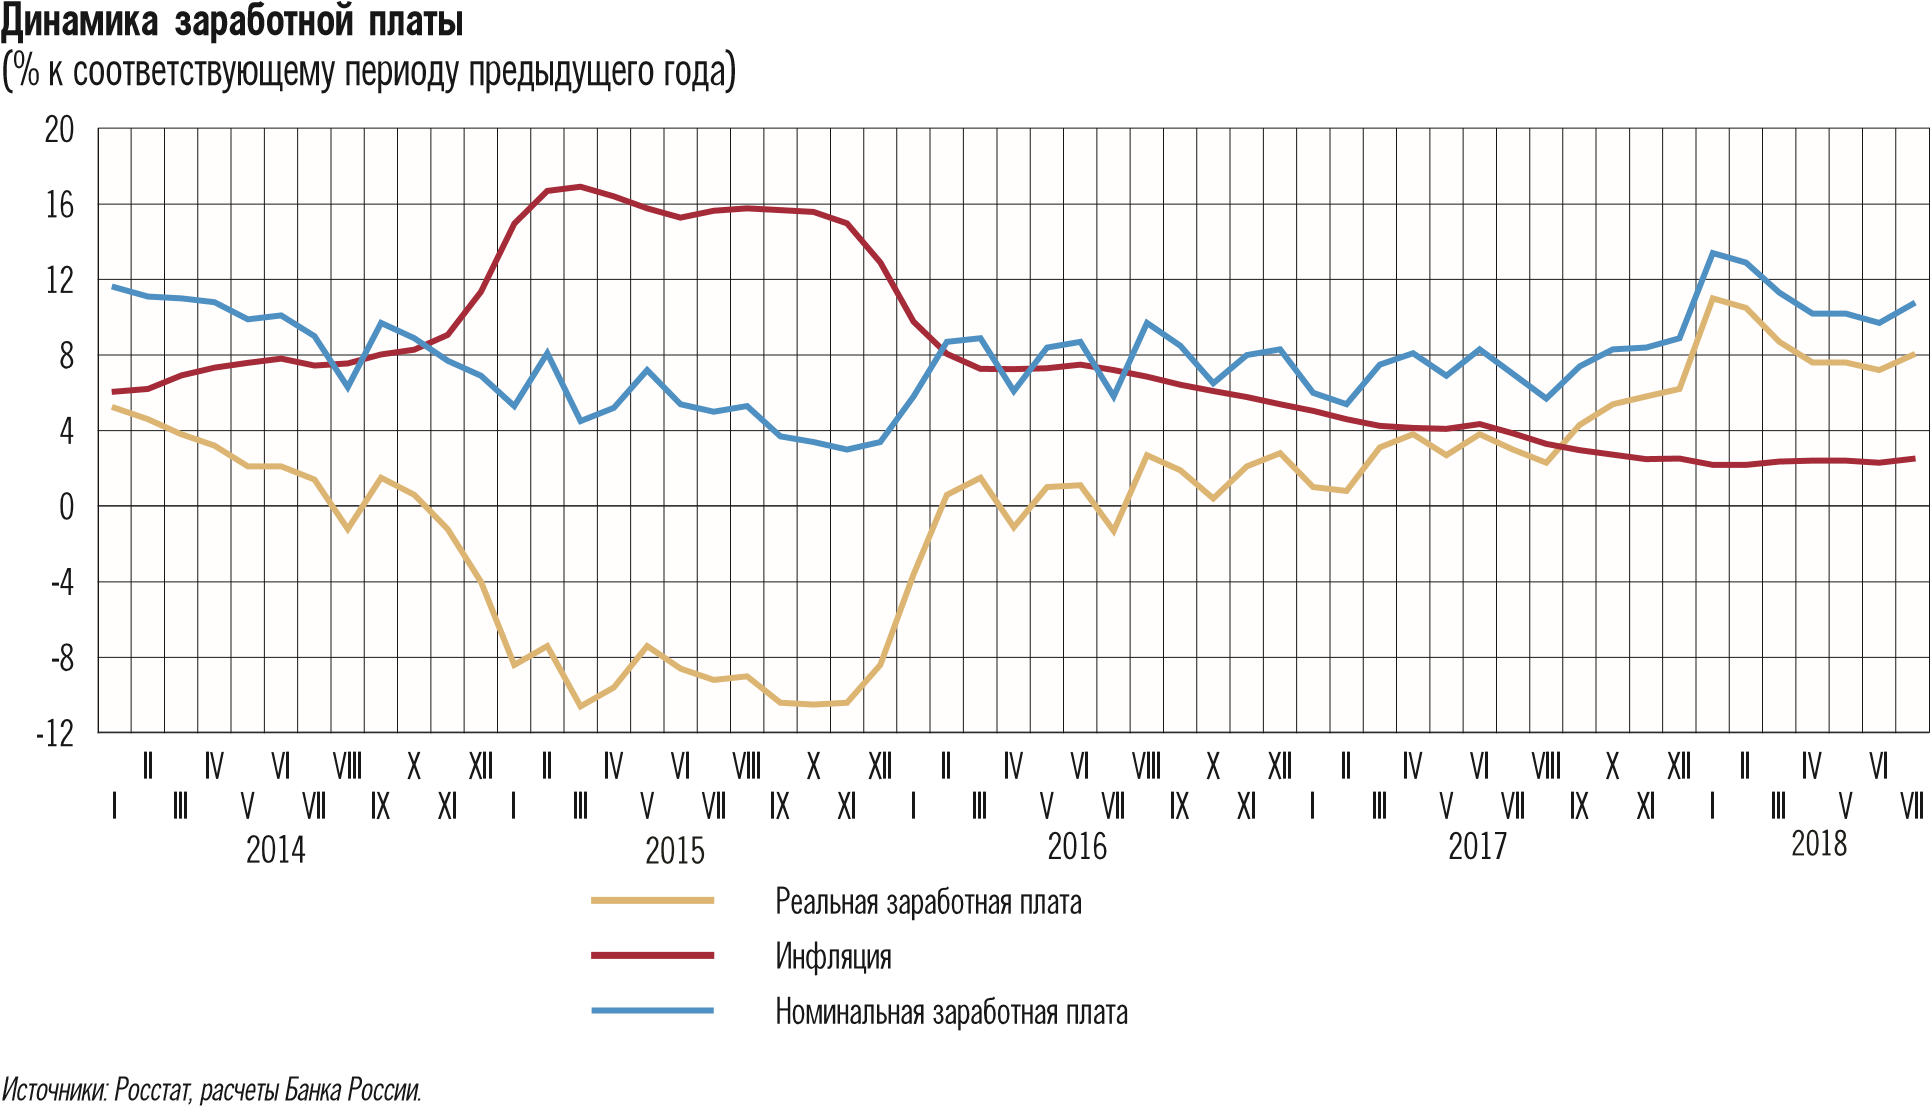 Динамика заработной платы
(% к соответствующему периоду предыдущего года)
20
16
12
8
4
0
-4
-8
-12
II IV VI VIII X XII II IV VI VIII X XII II IV VI VIII X XII II IV VI VIII X XII II IV VI
I III V VII IX XI I III V VII IX XI I III V VII IX XI I III V VII IX XI I III V VII
2014 2015 2016 2017 2018
Реальная заработная плата
Инфляция
Номинальная заработная плата
Источники: Росстат, расчеты Банка России.